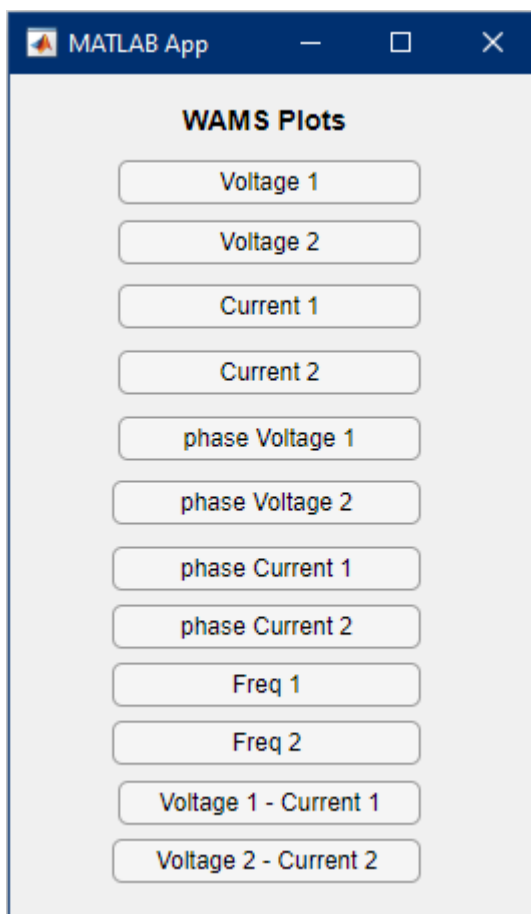 MATLAB App
WAMS Plots
Voltage 1
Voltage 2
Current 1
Current 2
phase Voltage 1
phase Voltage 2
phase Current 1
phase Current 2
Freq 1
Freq 2
Voltage 1 - Current 1
Voltage 2 - Current 2